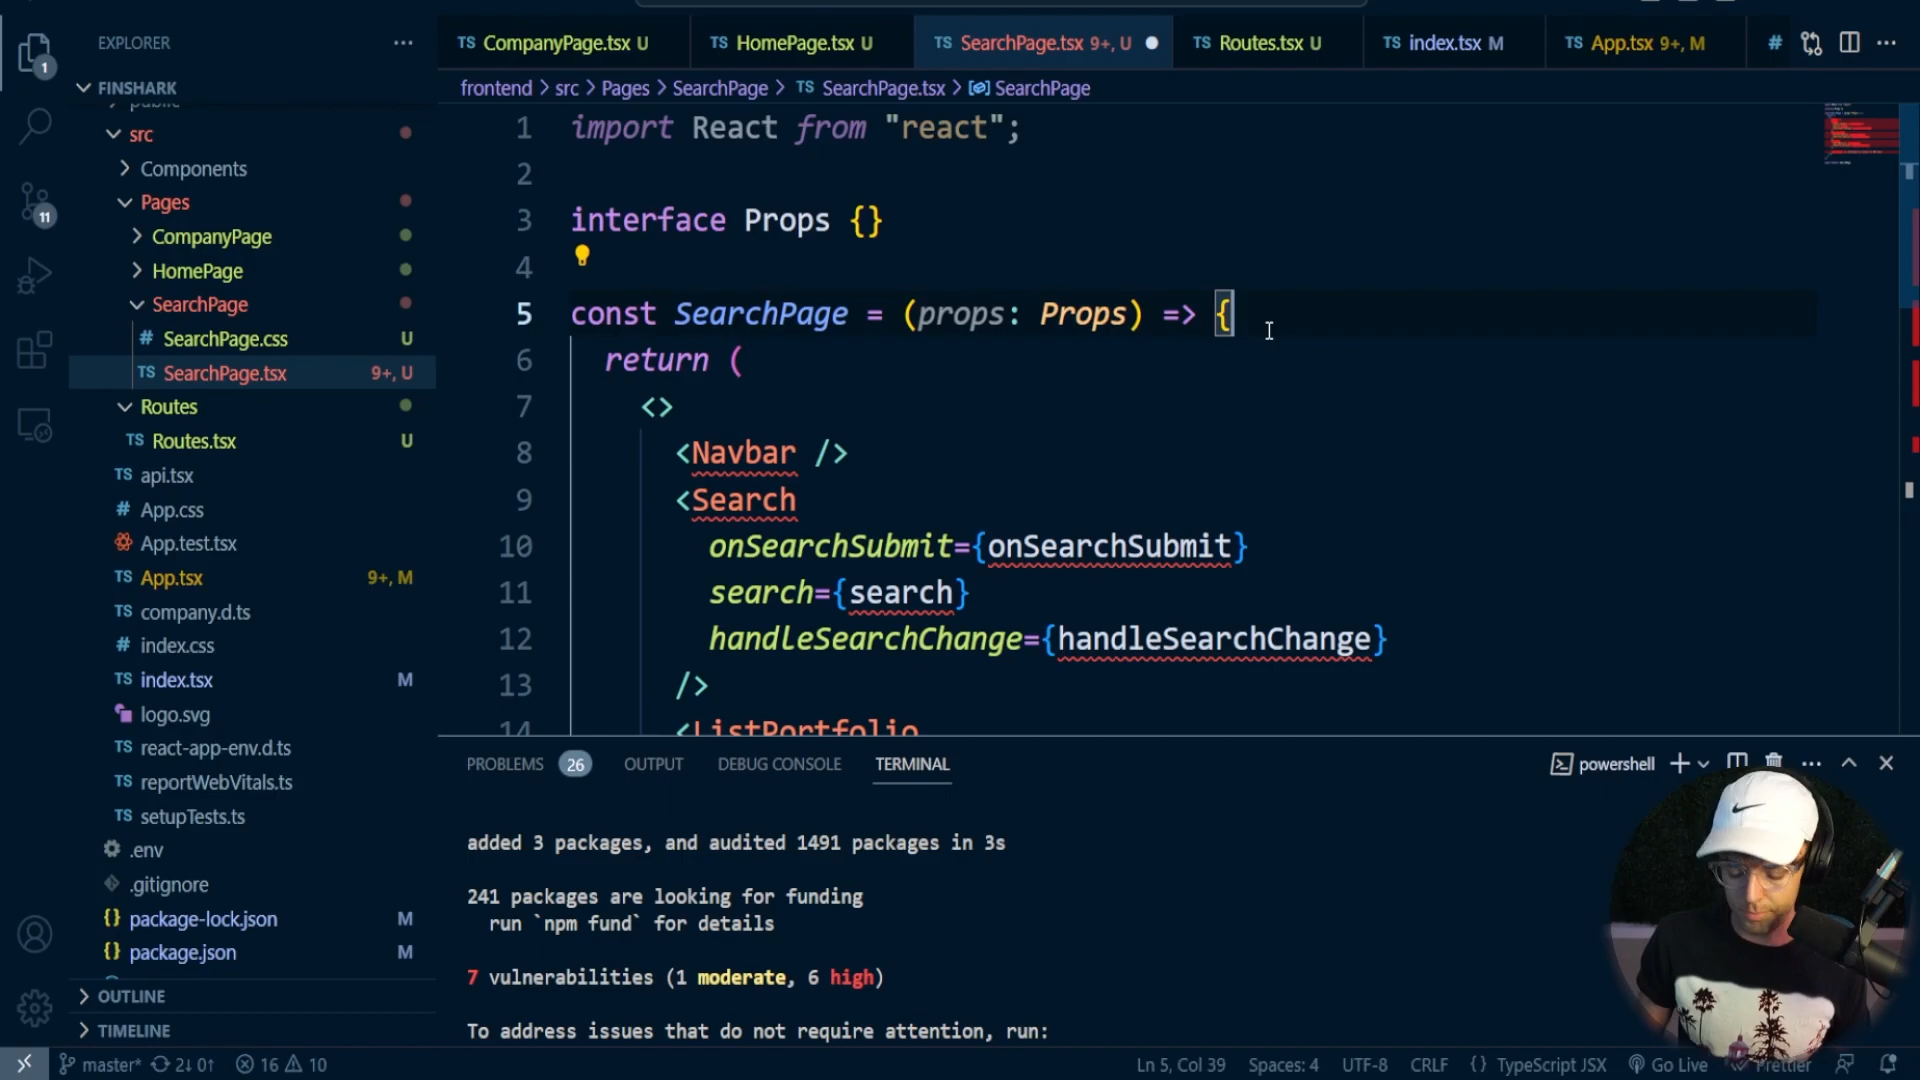 EXPLORER
FINSHARK
public
src
Components
Pages
CompanyPage
HomePage
SearchPage
# SearchPage.css U
TS SearchPage.tsx 9+, U
Routes
TS Routes.tsx U
TS api.tsx
# App.css
App.test.tsx
TS App.tsx 9+, M
TS company.d.ts
# index.css
TS index.tsx M
logo.svg
TS react-app-env.d.ts
TS reportWebVitals.ts
TS setupTests.ts
.env
.gitignore
{} package-lock.json M
{} package.json M
OUTLINE
TIMELINE
1
11
TS CompanyPage.tsx U
TS HomePage.tsx U
TS SearchPage.tsx 9+, U
TS Routes.tsx U
TS index.tsx M
TS App.tsx 9+, M
#
frontend > src > Pages > SearchPage > TS SearchPage.tsx > SearchPage
1 import React from "react";
2
3 interface Props {}
4
5 const SearchPage = (props: Props) => {
6 return (
7 <>
8 <Navbar />
9 <Search
10 onSearchSubmit={onSearchSubmit}
11 search={search}
12 handleSearchChange={handleSearchChange}
13 />
14 <ListPortfolio
PROBLEMS 26 OUTPUT DEBUG CONSOLE TERMINAL
powershell
added 3 packages, and audited 1491 packages in 3s
241 packages are looking for funding
run `npm fund` for details
7 vulnerabilities (1 moderate, 6 high)
To address issues that do not require attention, run:
master* 2↓ 0↑ 16 10
Ln 5, Col 39 Spaces: 4 UTF-8 CRLF {} TypeScript JSX Go Live Prettier